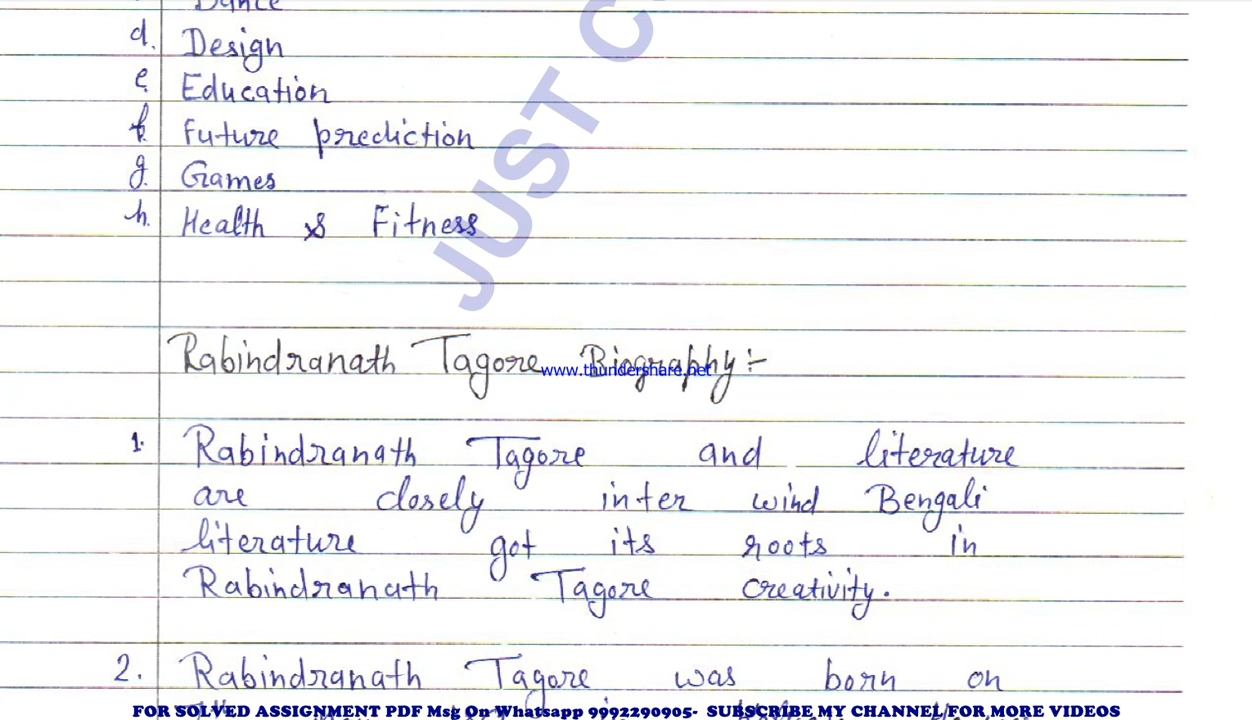 Dance
d. Design
e. Education
f. Future prediction
g. Games
h. Health & Fitness
JUST C
Rabindranath Tagore Biography :-
www.thundershare.net
1. Rabindranath Tagore and literature
are closely inter wind Bengali
literature got its roots in
Rabindranath Tagore creativity.
2. Rabindranath Tagore was born on
FOR SOLVED ASSIGNMENT PDF Msg On Whatsapp 9992290905- SUBSCRIBE MY CHANNEL FOR MORE VIDEOS